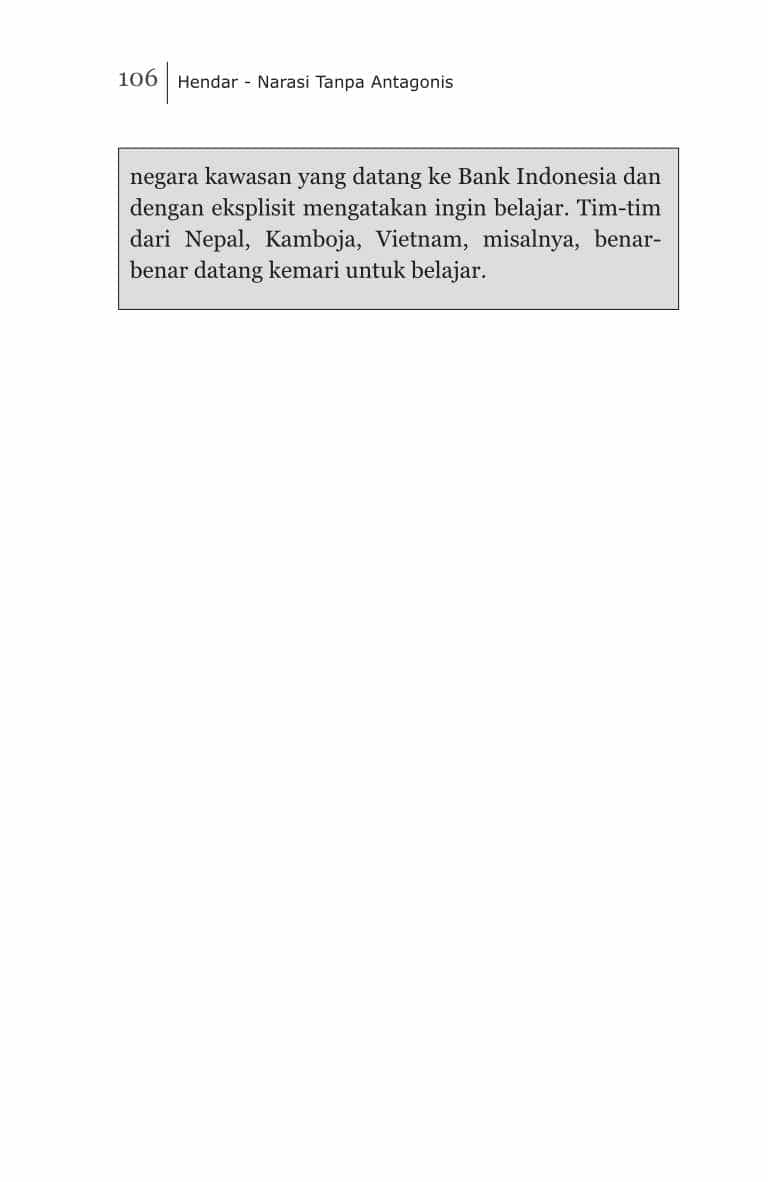 106 Hendar - Narasi Tanpa Antagonis
negara kawasan yang datang ke Bank Indonesia dan
dengan eksplisit mengatakan ingin belajar. Tim-tim
dari Nepal, Kamboja, Vietnam, misalnya, benar-
benar datang kemari untuk belajar.